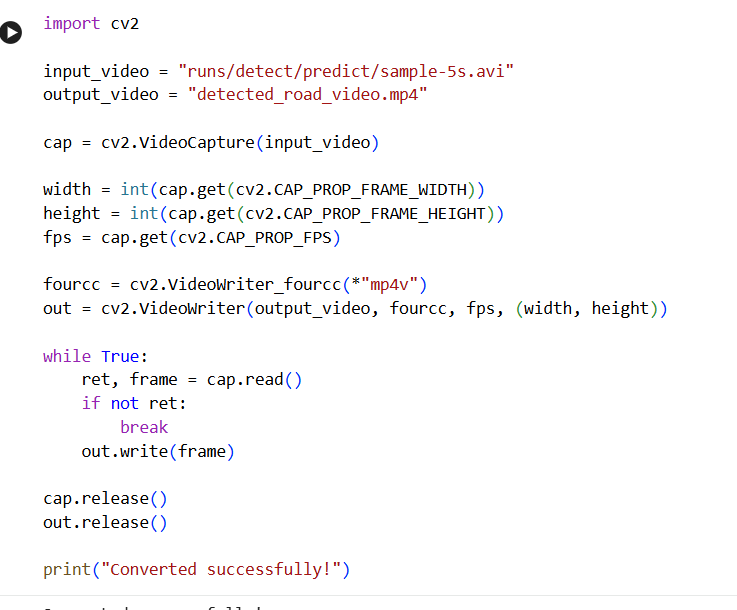 import cv2
input_video = "runs/detect/predict/sample-5s.avi"
output_video = "detected_road_video.mp4"
cap = cv2.VideoCapture(input_video)
width = int(cap.get(cv2.CAP_PROP_FRAME_WIDTH))
height = int(cap.get(cv2.CAP_PROP_FRAME_HEIGHT))
fps = cap.get(cv2.CAP_PROP_FPS)
fourcc = cv2.VideoWriter_fourcc(*"mp4v")
out = cv2.VideoWriter(output_video, fourcc, fps, (width, height))
while True:
    ret, frame = cap.read()
    if not ret:
        break
    out.write(frame)
cap.release()
out.release()
print("Converted successfully!")